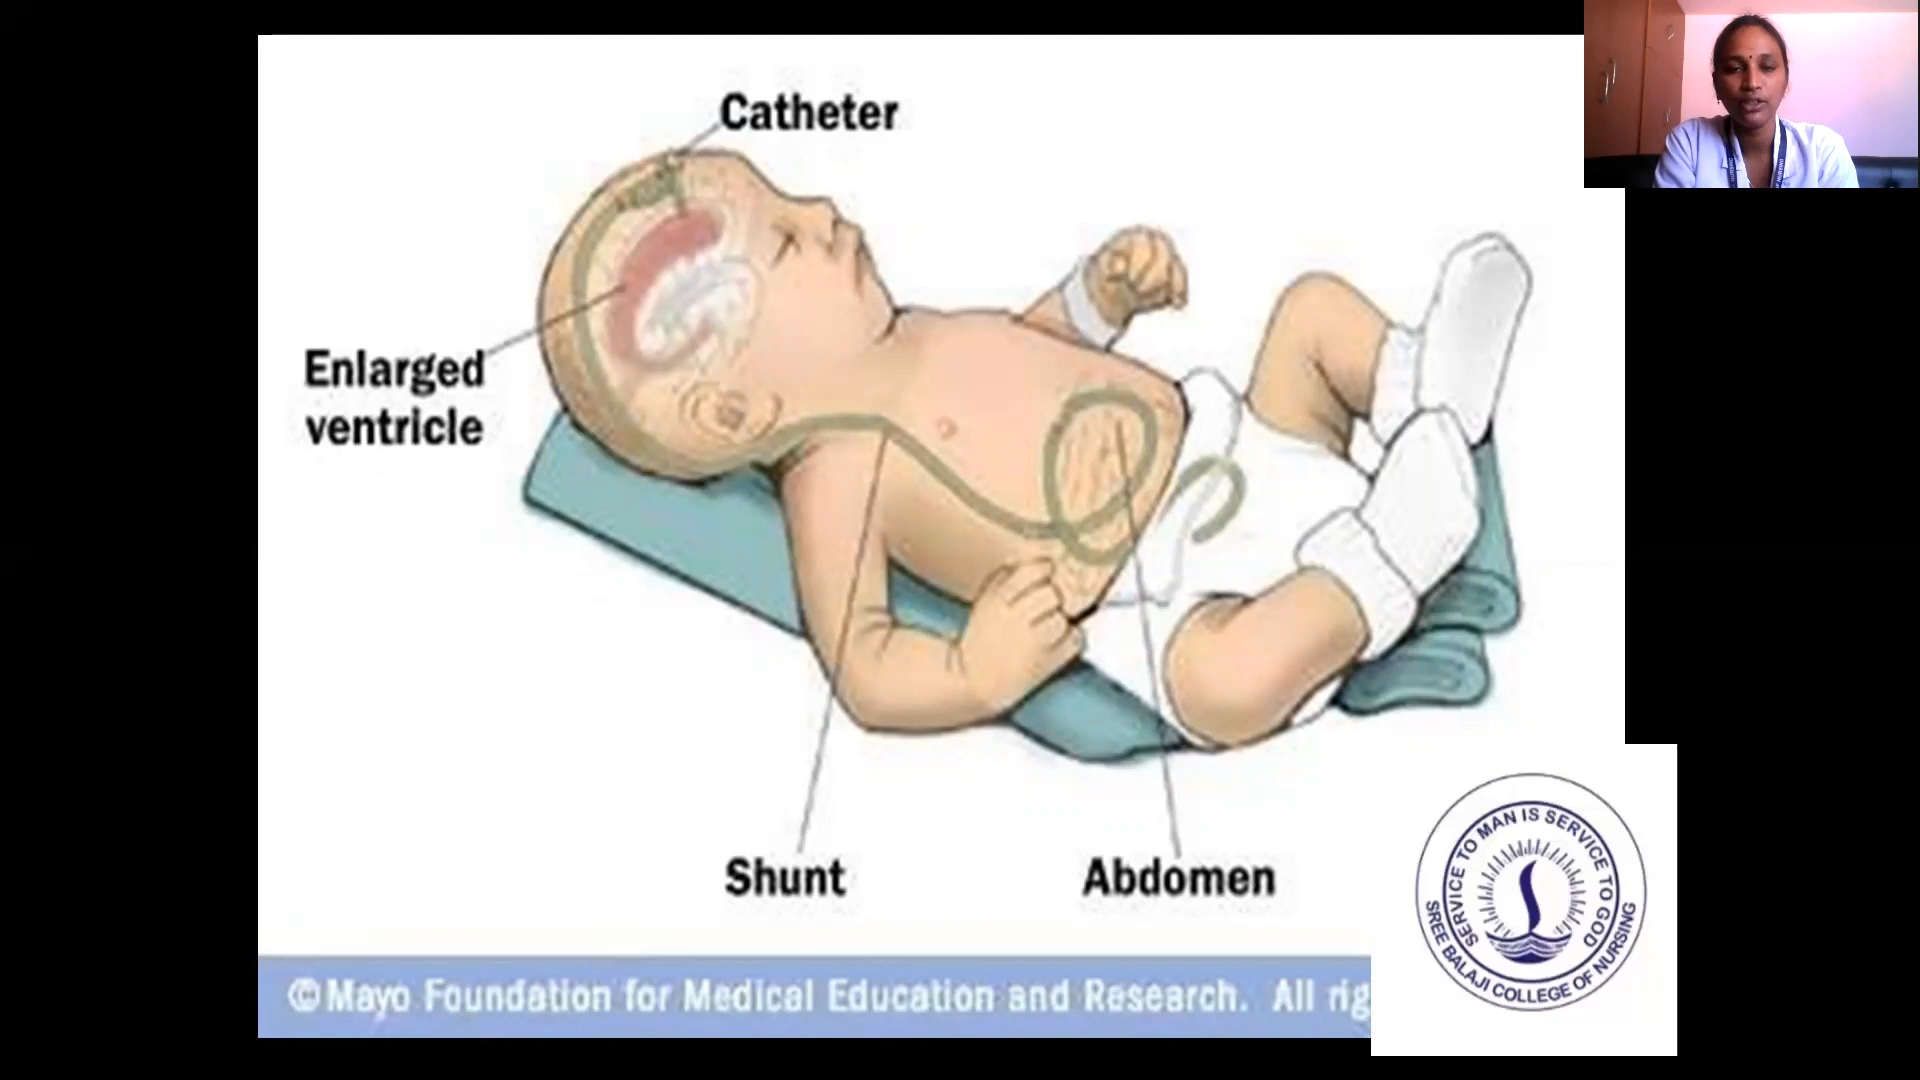 Catheter
Enlarged
ventricle
Shunt
Abdomen
©Mayo Foundation for Medical Education and Research. All rig
SERVICE TO MAN IS SERVICE TO GOD
SREE BALAJI COLLEGE OF NURSING